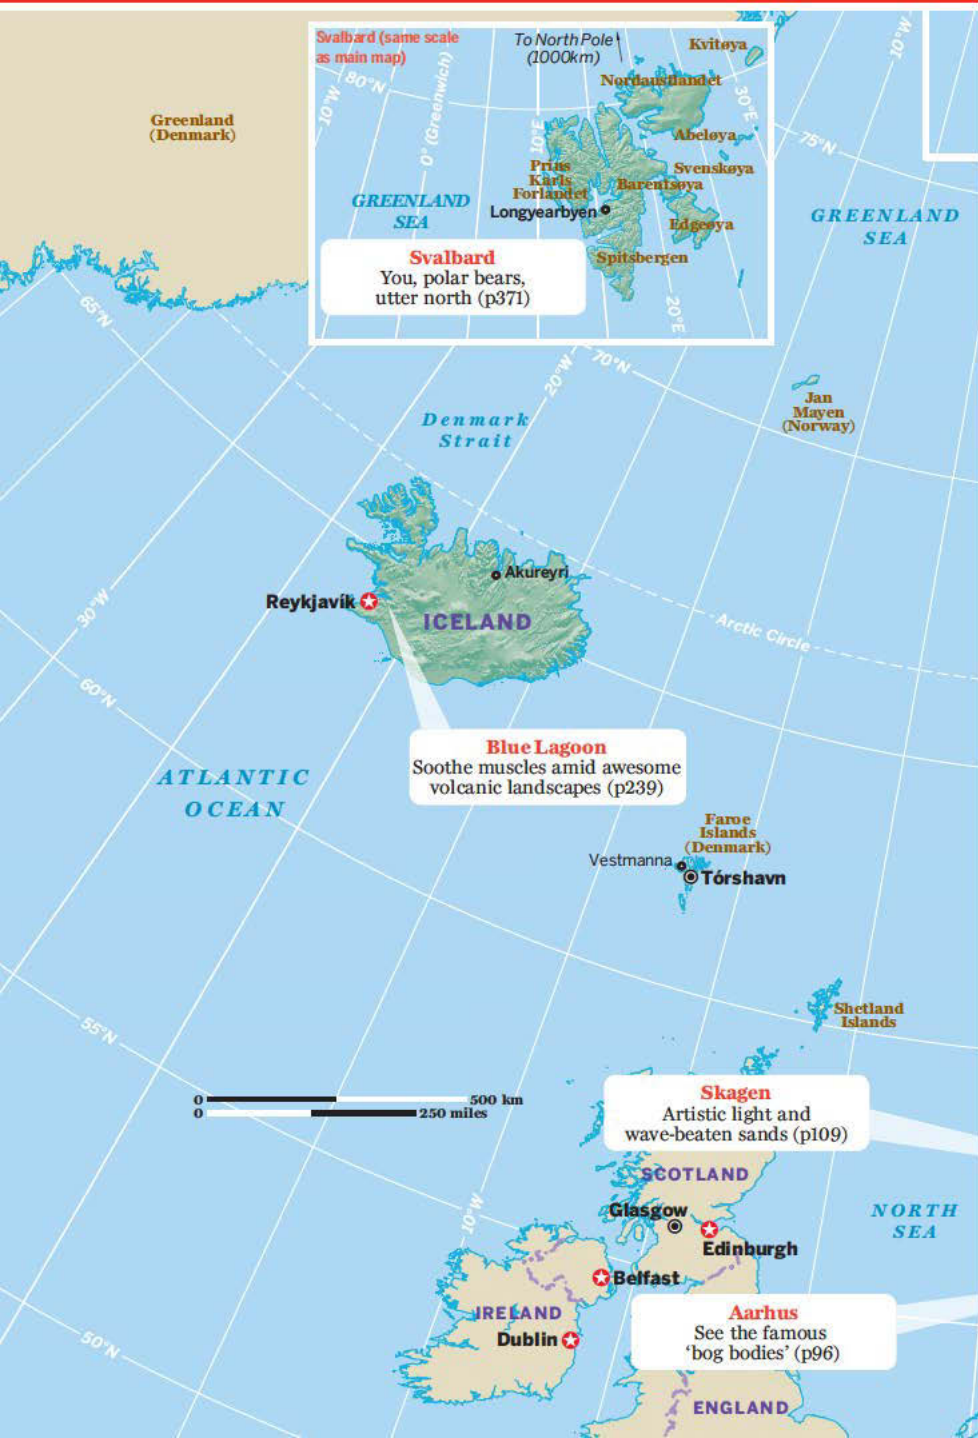 Svalbard (same scale
as main map)
To North Pole
(1000km)
Kvitøya
Nordaustlandet
80°N
10°W
0° (Greenwich)
10°E
30°E
10°W
Greenland
(Denmark)
Abeløya
75°N
Prins
Karls
Forlandet
Svenskøya
Barentsøya
GREENLAND
SEA
Longyearbyen
Edgeøya
GREENLAND
SEA
Svalbard
You, polar bears,
utter north (p371)
Spitsbergen
20°E
65°N
20°W
70°N
Jan
Mayen
(Norway)
Denmark
Strait
Akureyri
Reykjavík
ICELAND
30°W
Arctic Circle
60°N
Blue Lagoon
Soothe muscles amid awesome
volcanic landscapes (p239)
ATLANTIC
OCEAN
Faroe
Islands
(Denmark)
Vestmanna
Tórshavn
Shetland
Islands
55°N
0
500 km
0
250 miles
Skagen
Artistic light and
wave-beaten sands (p109)
SCOTLAND
10°W
Glasgow
NORTH
SEA
Edinburgh
Belfast
IRELAND
Dublin
Aarhus
See the famous
‘bog bodies’ (p96)
50°N
ENGLAND